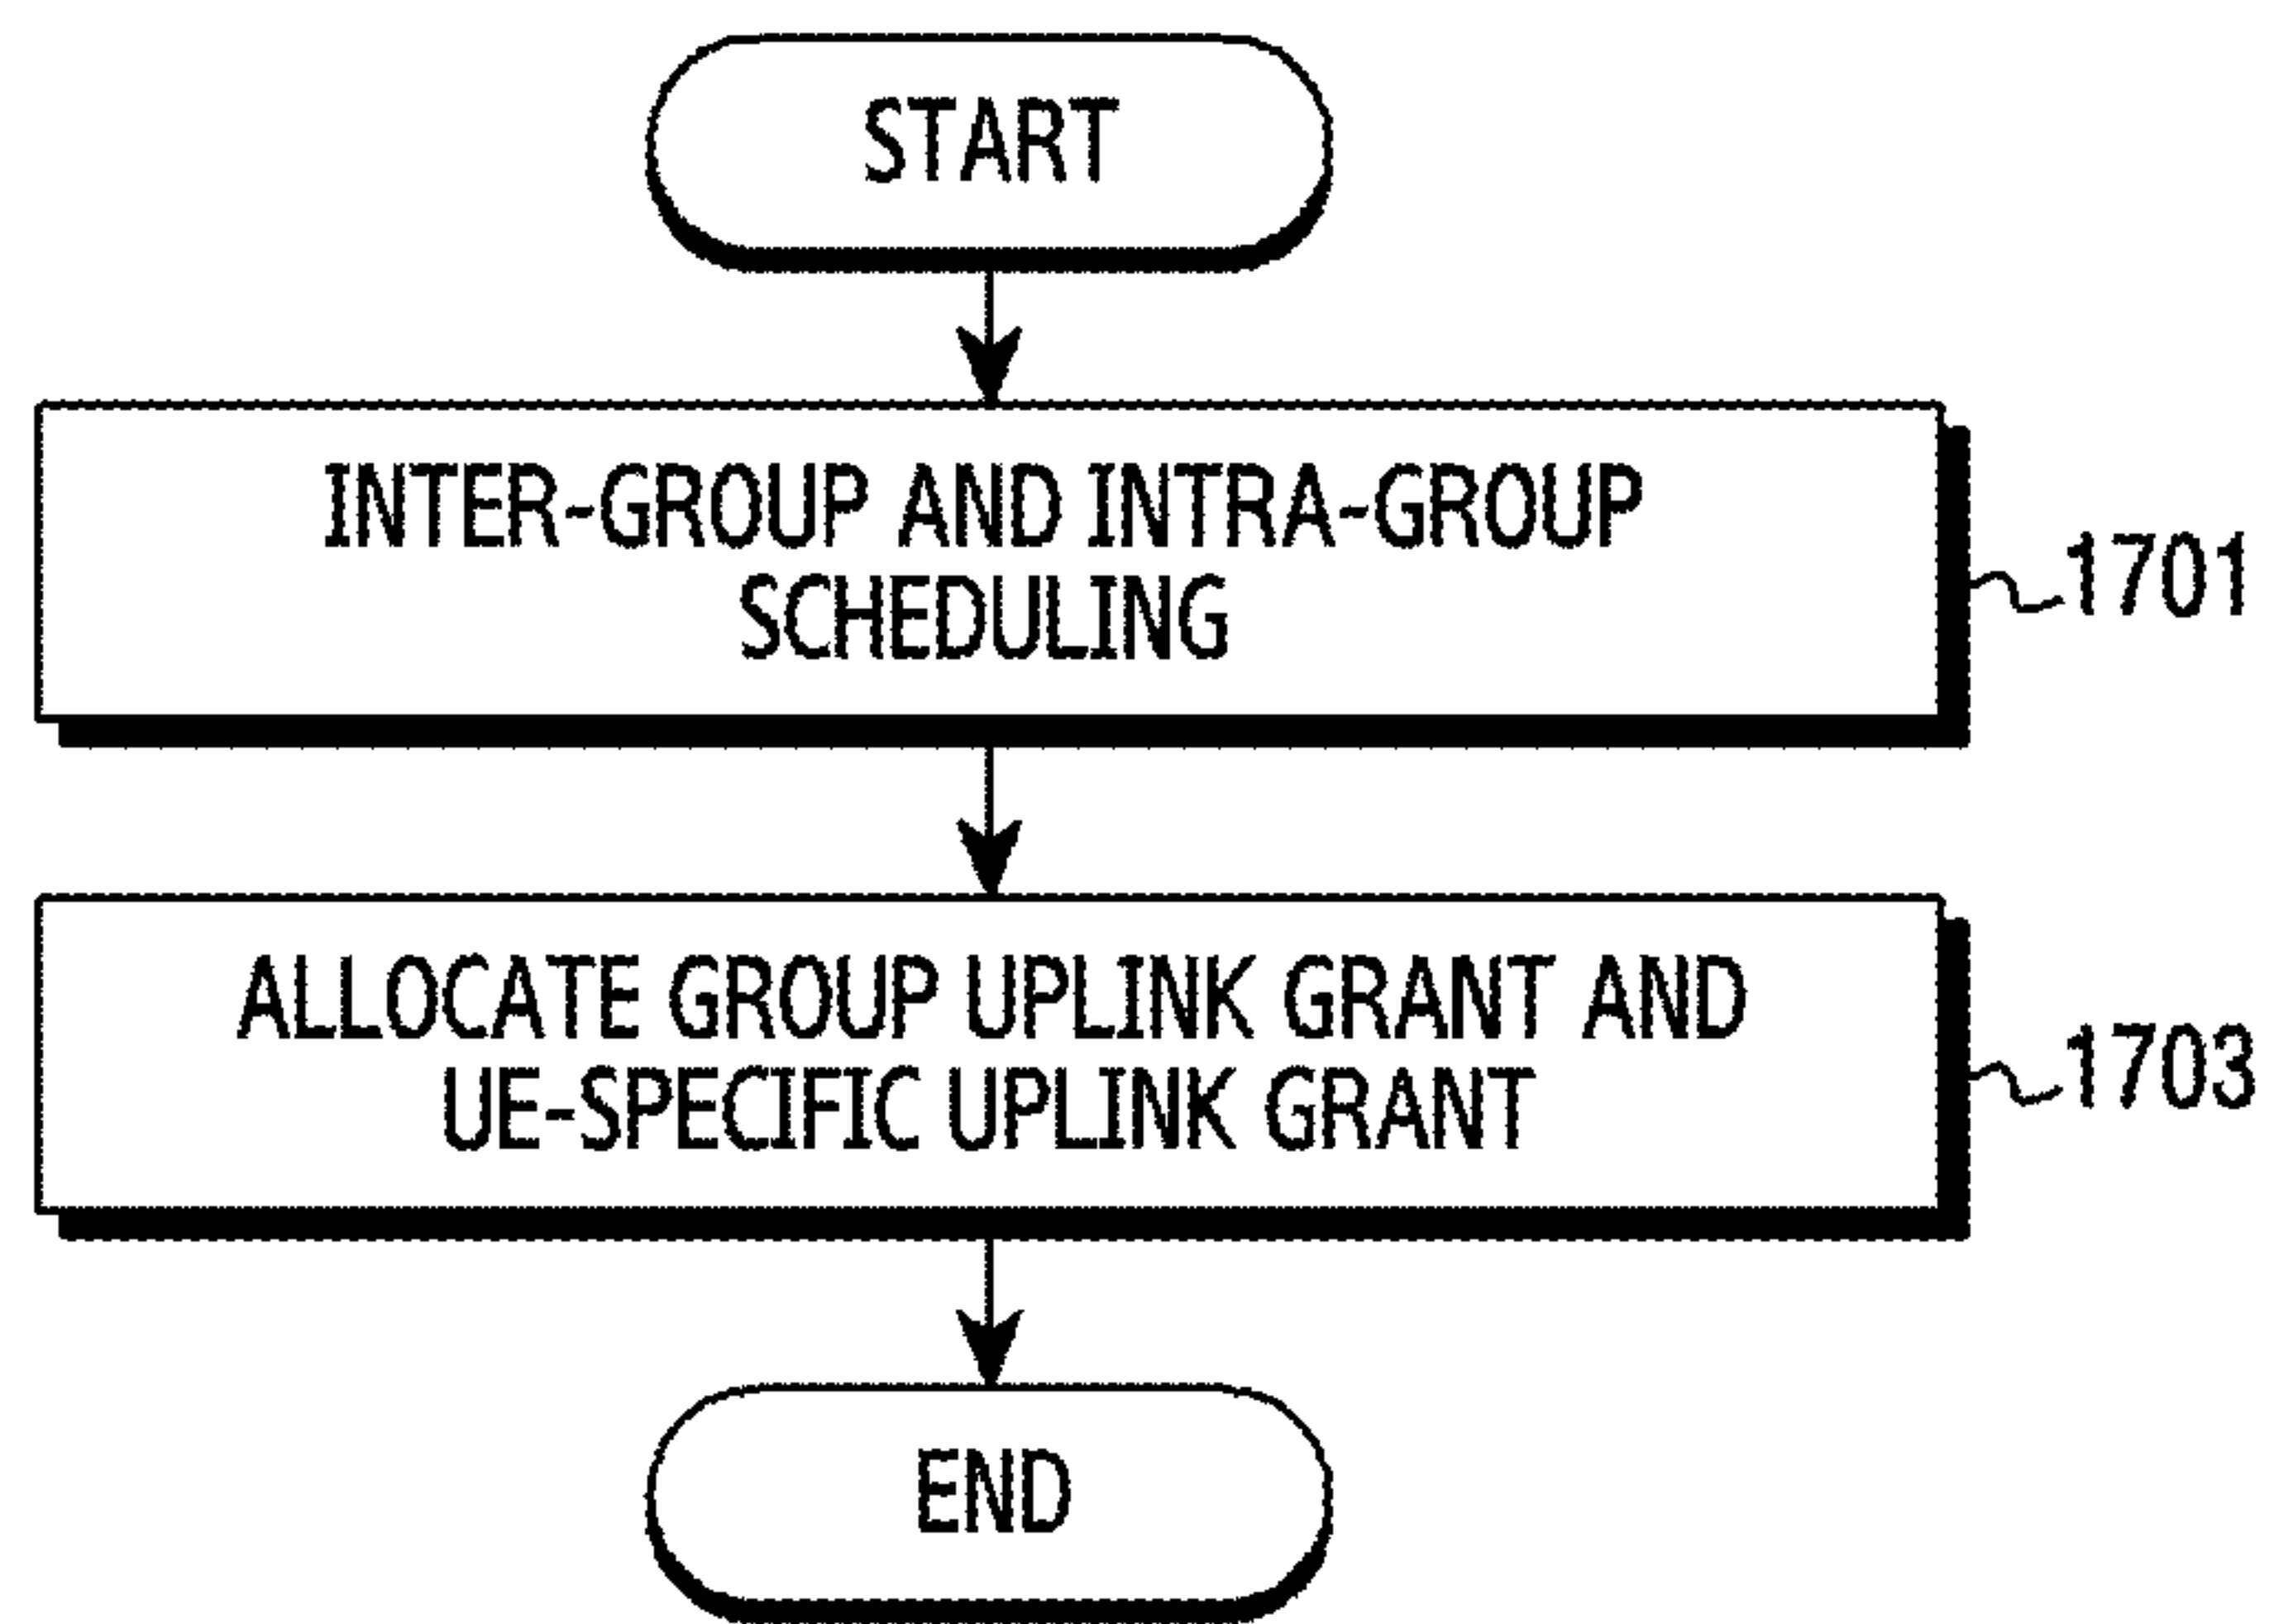 START
INTER-GROUP AND INTRA-GROUP
SCHEDULING
1701
ALLOCATE GROUP UPLINK GRANT AND
UE-SPECIFIC UPLINK GRANT
1703
END